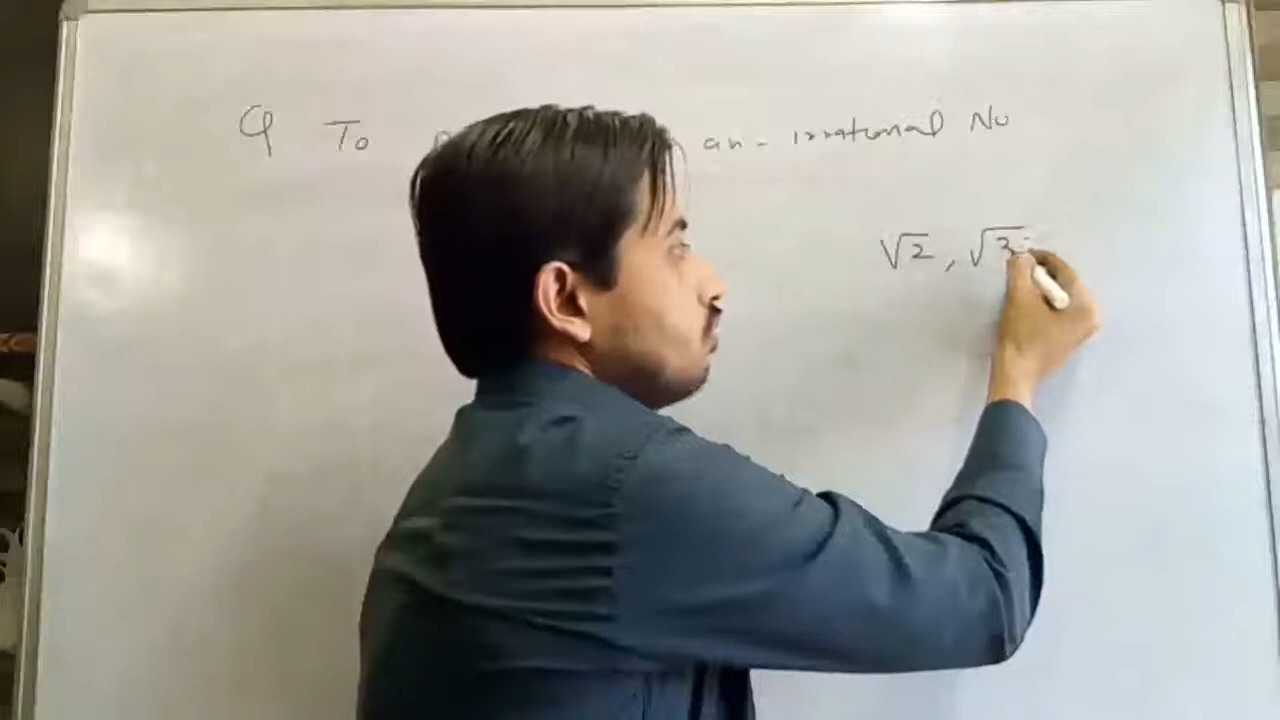 Q To an- irrational No
√2, √3